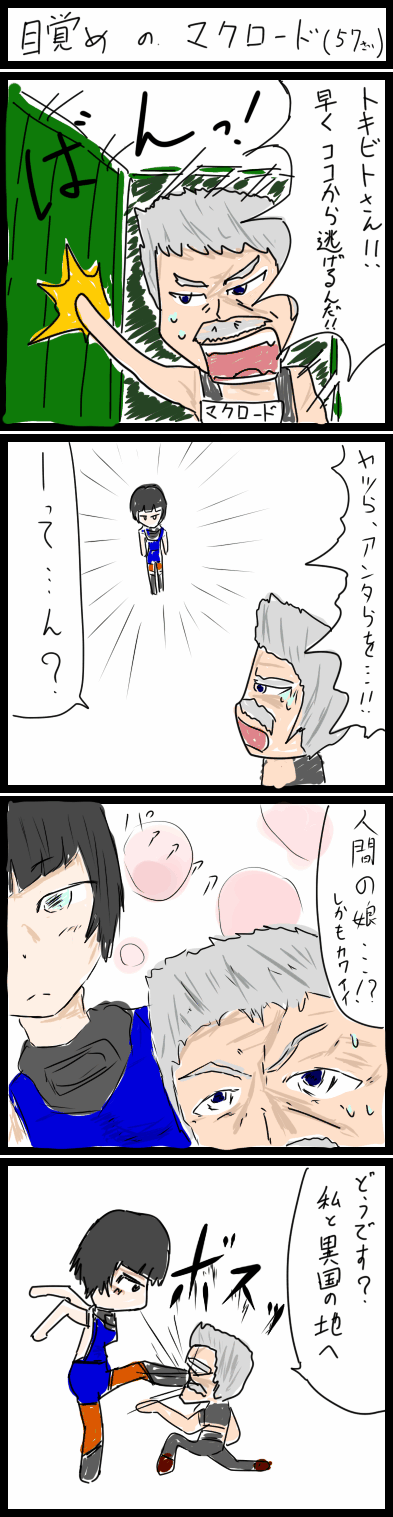 目覚めのマクロード(57さい)
トキビトさん!!
早くココから逃げるんだ!!
ばんっ!
マクロード
ヤツら、アンタらを…!!
ーって…ん?
人間の娘…!?
しかもカワイイ
どうです?
私と異国の地へ
ボスッ